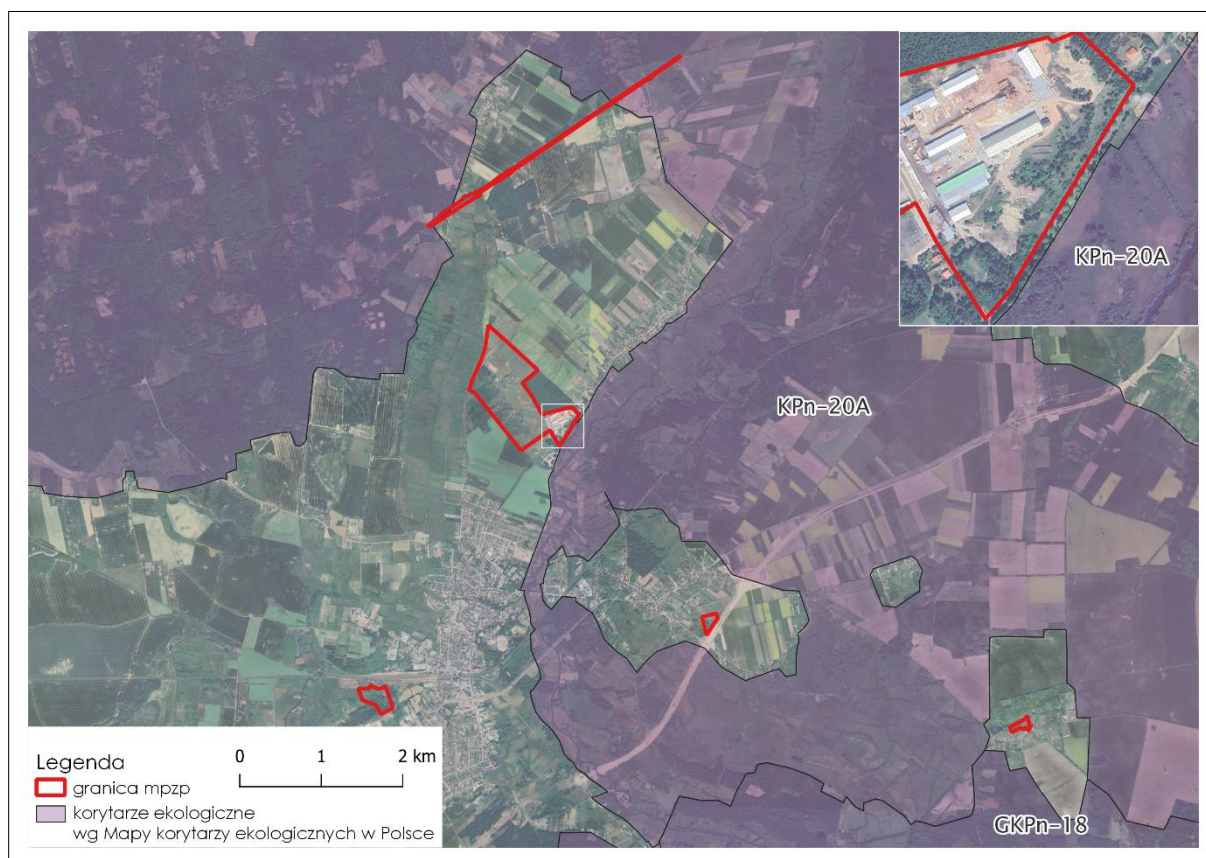 KPn-20A
KPn-20A
GKPn-18
Legenda
0 1 2 km
granica mpzp
korytarze ekologiczne
wg Mapy korytarzy ekologicznych w Polsce